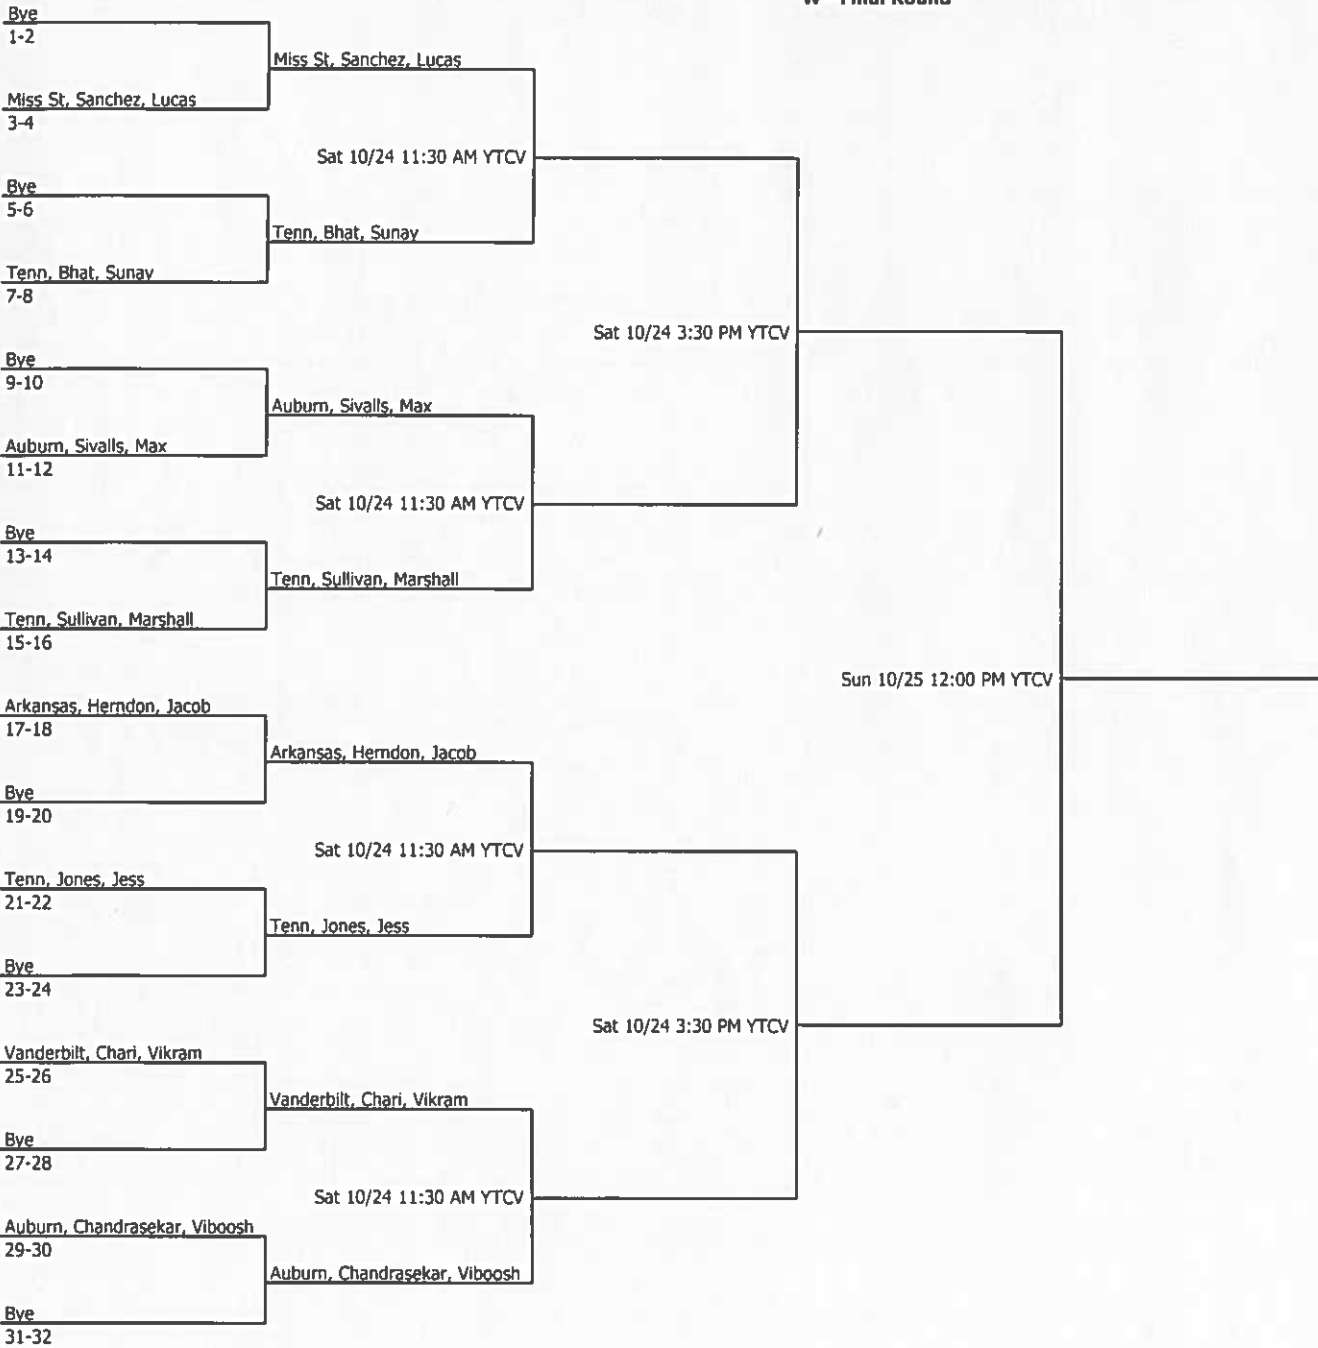 W - Final Round
Bye
1-2
Miss St, Sanchez, Lucas
Miss St, Sanchez, Lucas
3-4
Sat 10/24 11:30 AM YTCV
Bye
5-6
Tenn, Bhat, Sunay
Tenn, Bhat, Sunay
7-8
Sat 10/24 3:30 PM YTCV
Bye
9-10
Auburn, Sivalls, Max
Auburn, Sivalls, Max
11-12
Sat 10/24 11:30 AM YTCV
Bye
13-14
Tenn, Sullivan, Marshall
Tenn, Sullivan, Marshall
15-16
Sun 10/25 12:00 PM YTCV
Arkansas, Herndon, Jacob
17-18
Arkansas, Herndon, Jacob
Bye
19-20
Sat 10/24 11:30 AM YTCV
Tenn, Jones, Jess
21-22
Tenn, Jones, Jess
Bye
23-24
Sat 10/24 3:30 PM YTCV
Vanderbilt, Chari, Vikram
25-26
Vanderbilt, Chari, Vikram
Bye
27-28
Sat 10/24 11:30 AM YTCV
Auburn, Chandrasekar, Viboosh
29-30
Auburn, Chandrasekar, Viboosh
Bye
31-32